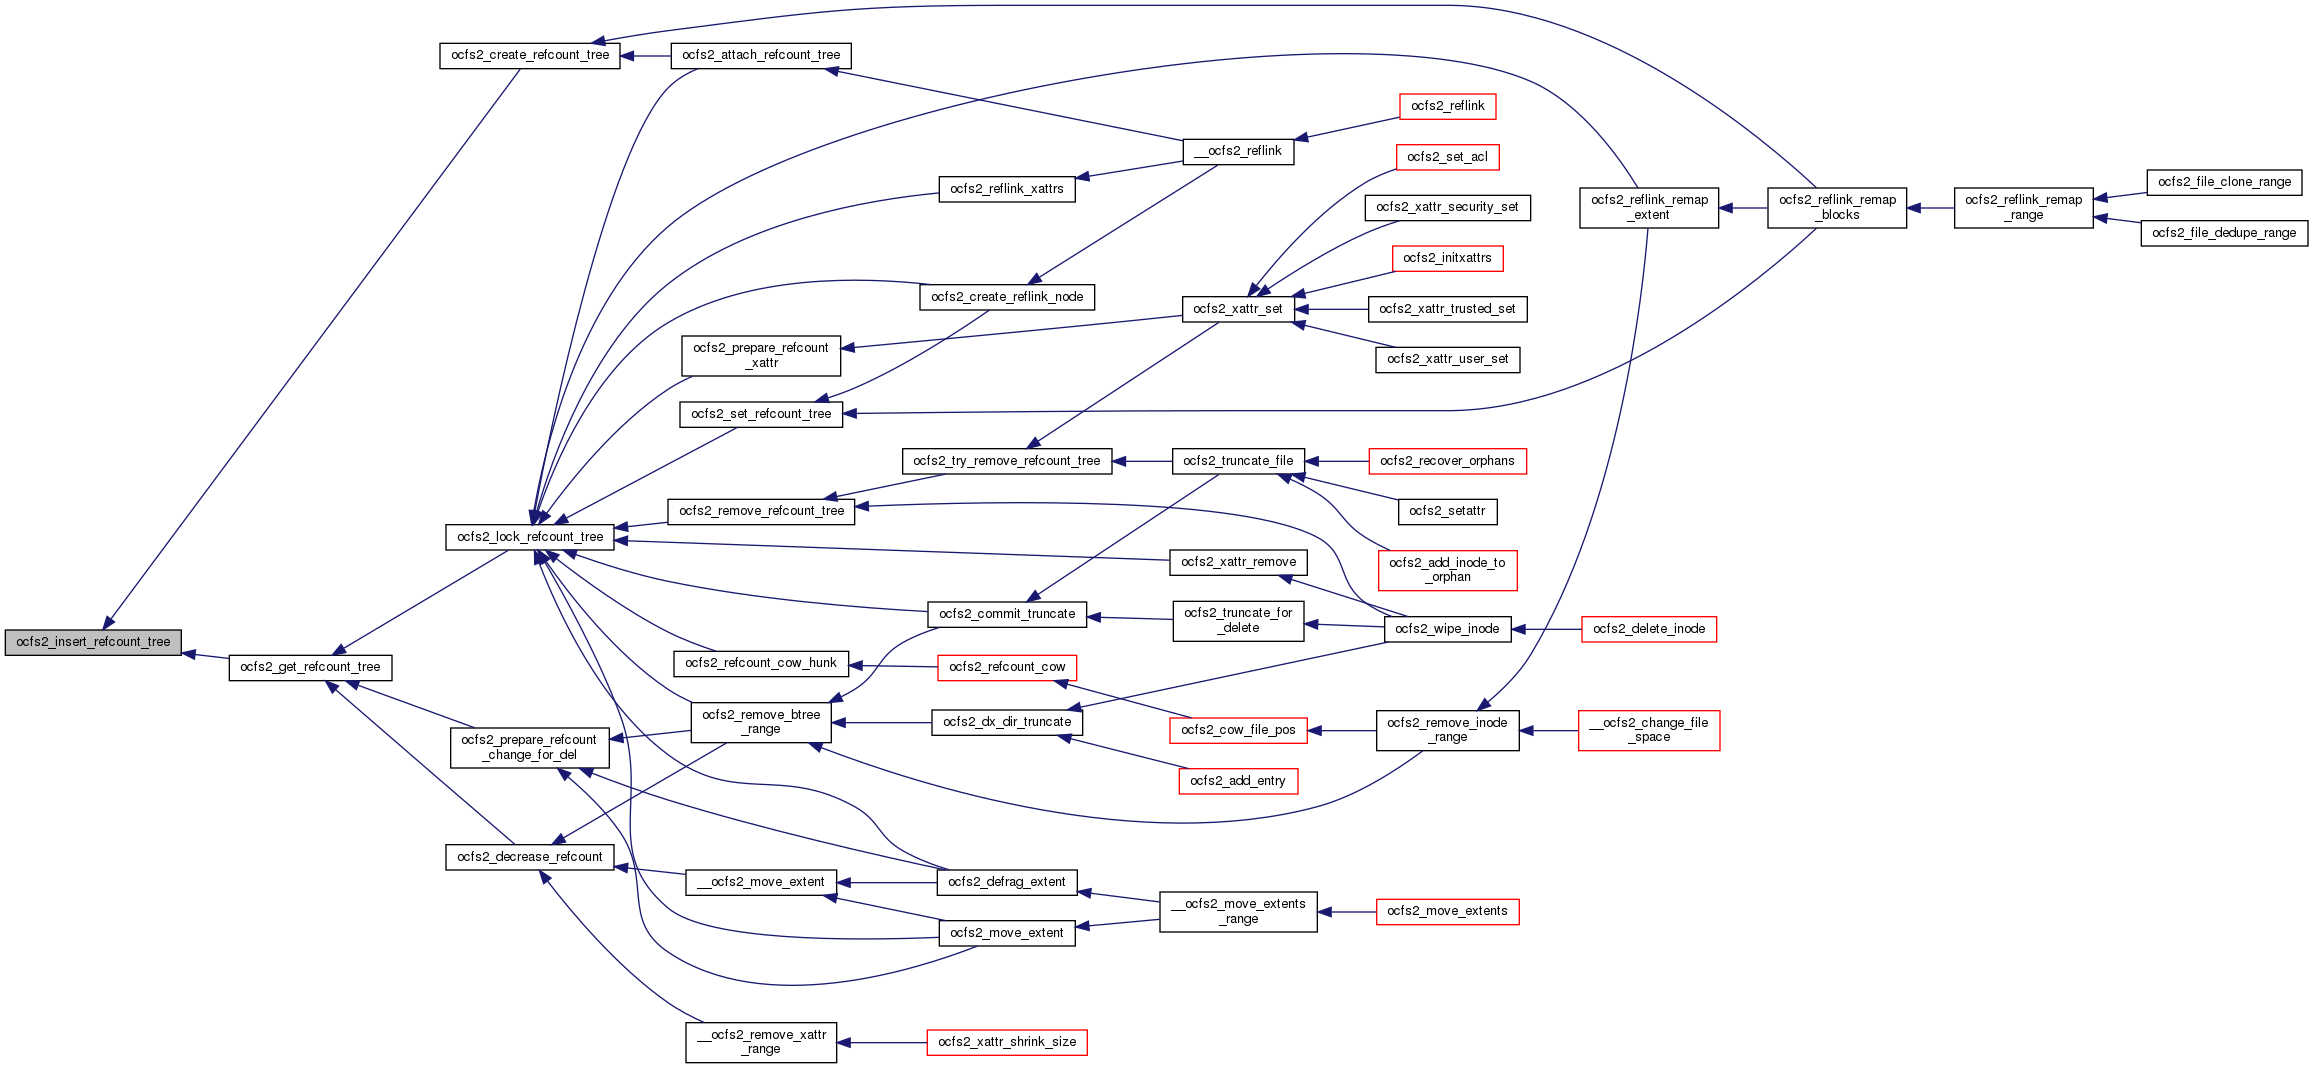 ocfs2_insert_refcount_tree
ocfs2_create_refcount_tree
ocfs2_get_refcount_tree
ocfs2_lock_refcount_tree
ocfs2_prepare_refcount
_change_for_del
ocfs2_decrease_refcount
ocfs2_attach_refcount_tree
ocfs2_prepare_refcount
_xattr
ocfs2_set_refcount_tree
ocfs2_remove_refcount_tree
ocfs2_refcount_cow_hunk
ocfs2_remove_btree
_range
__ocfs2_move_extent
__ocfs2_remove_xattr
_range
ocfs2_reflink_xattrs
ocfs2_create_reflink_node
ocfs2_try_remove_refcount_tree
ocfs2_commit_truncate
ocfs2_refcount_cow
ocfs2_dx_dir_truncate
ocfs2_defrag_extent
ocfs2_move_extent
ocfs2_xattr_shrink_size
__ocfs2_reflink
ocfs2_xattr_set
ocfs2_truncate_file
ocfs2_xattr_remove
ocfs2_truncate_for
_delete
ocfs2_cow_file_pos
ocfs2_add_entry
__ocfs2_move_extents
_range
ocfs2_reflink
ocfs2_set_acl
ocfs2_xattr_security_set
ocfs2_initxattrs
ocfs2_xattr_trusted_set
ocfs2_xattr_user_set
ocfs2_recover_orphans
ocfs2_setattr
ocfs2_add_inode_to
_orphan
ocfs2_wipe_inode
ocfs2_remove_inode
_range
ocfs2_move_extents
ocfs2_reflink_remap
_extent
ocfs2_delete_inode
__ocfs2_change_file
_space
ocfs2_reflink_remap
_blocks
ocfs2_reflink_remap
_range
ocfs2_file_clone_range
ocfs2_file_dedupe_range